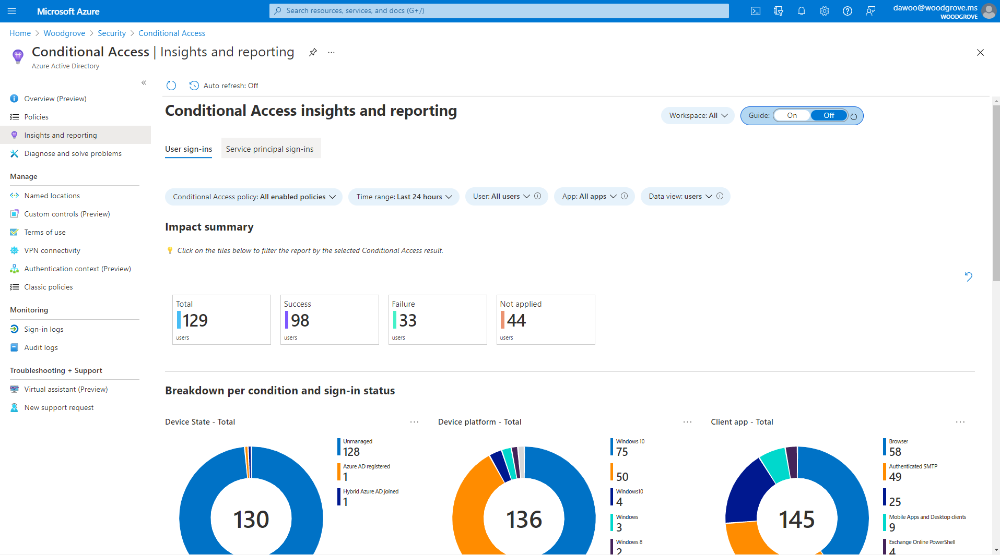 Microsoft Azure
Search resources, services, and docs (G+/)
dawoo@woodgrove.ms
WOODGROVE
Home > Woodgrove > Security > Conditional Access
Conditional Access | Insights and reporting
Azure Active Directory
Auto refresh: Off
Overview (Preview)
Policies
Insights and reporting
Diagnose and solve problems
Manage
Named locations
Custom controls (Preview)
Terms of use
VPN connectivity
Authentication context (Preview)
Classic policies
Monitoring
Sign-in logs
Audit logs
Troubleshooting + Support
Virtual assistant (Preview)
New support request
Conditional Access insights and reporting
Workspace: All
Guide: On Off
User sign-ins
Service principal sign-ins
Conditional Access policy: All enabled policies
Time range: Last 24 hours
User: All users
App: All apps
Data view: users
Impact summary
Click on the tiles below to filter the report by the selected Conditional Access result.
Total
129
users
Success
98
users
Failure
33
users
Not applied
44
users
Breakdown per condition and sign-in status
Device State - Total
130
Unmanaged
128
Azure AD registered
1
Hybrid Azure AD joined
1
Device platform - Total
136
Windows 10
75
50
Windows10
4
Windows
3
Windows 8
2
Client app - Total
145
Browser
58
Authenticated SMTP
49
25
Mobile Apps and Desktop clients
9
Exchange Online PowerShell
4